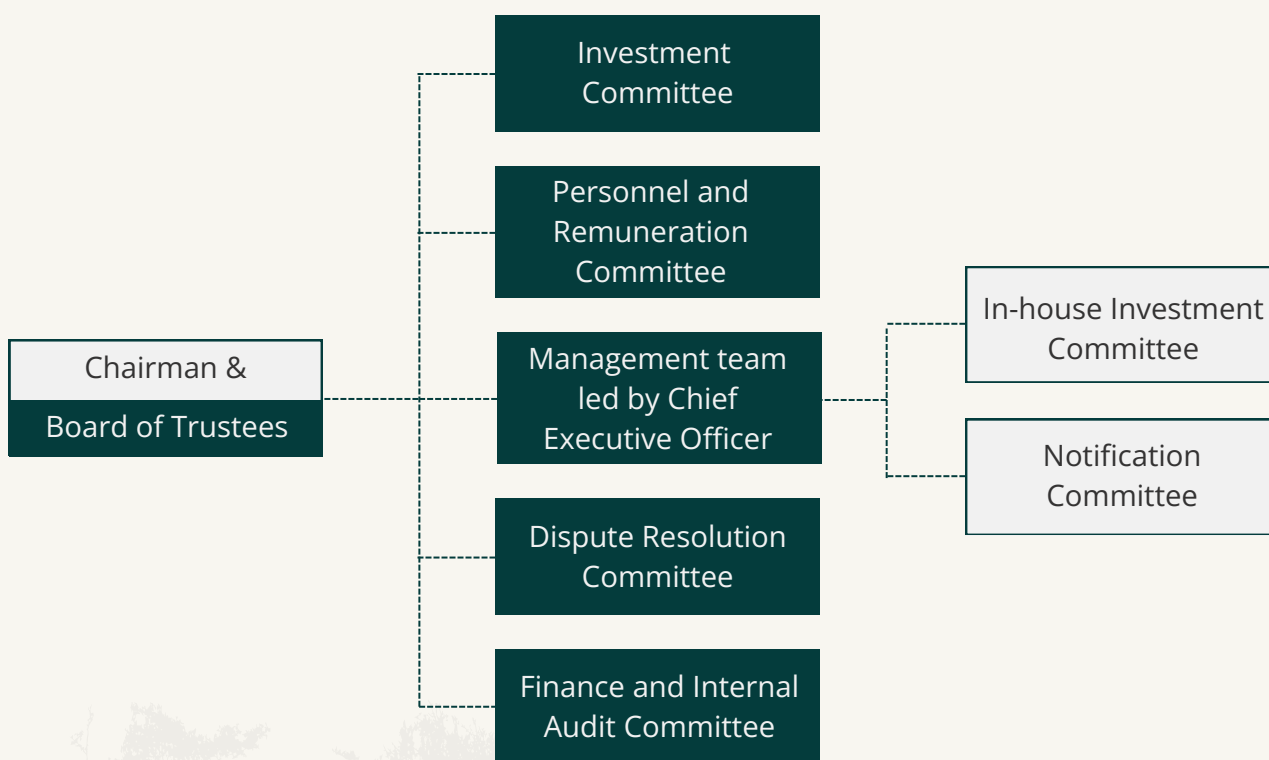 Investment
Committee
Personnel and
Remuneration
Committee
Chairman &
Board of Trustees
Management team
led by Chief
Executive Officer
In-house Investment
Committee
Notification
Committee
Dispute Resolution
Committee
Finance and Internal
Audit Committee